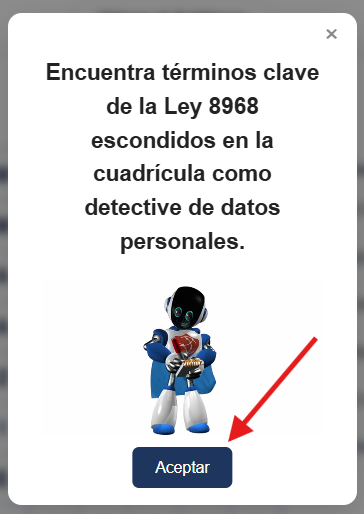 ×
Encuentra términos clave
de la Ley 8968
escondidos en la
cuadrícula como
detective de datos
personales.
Aceptar